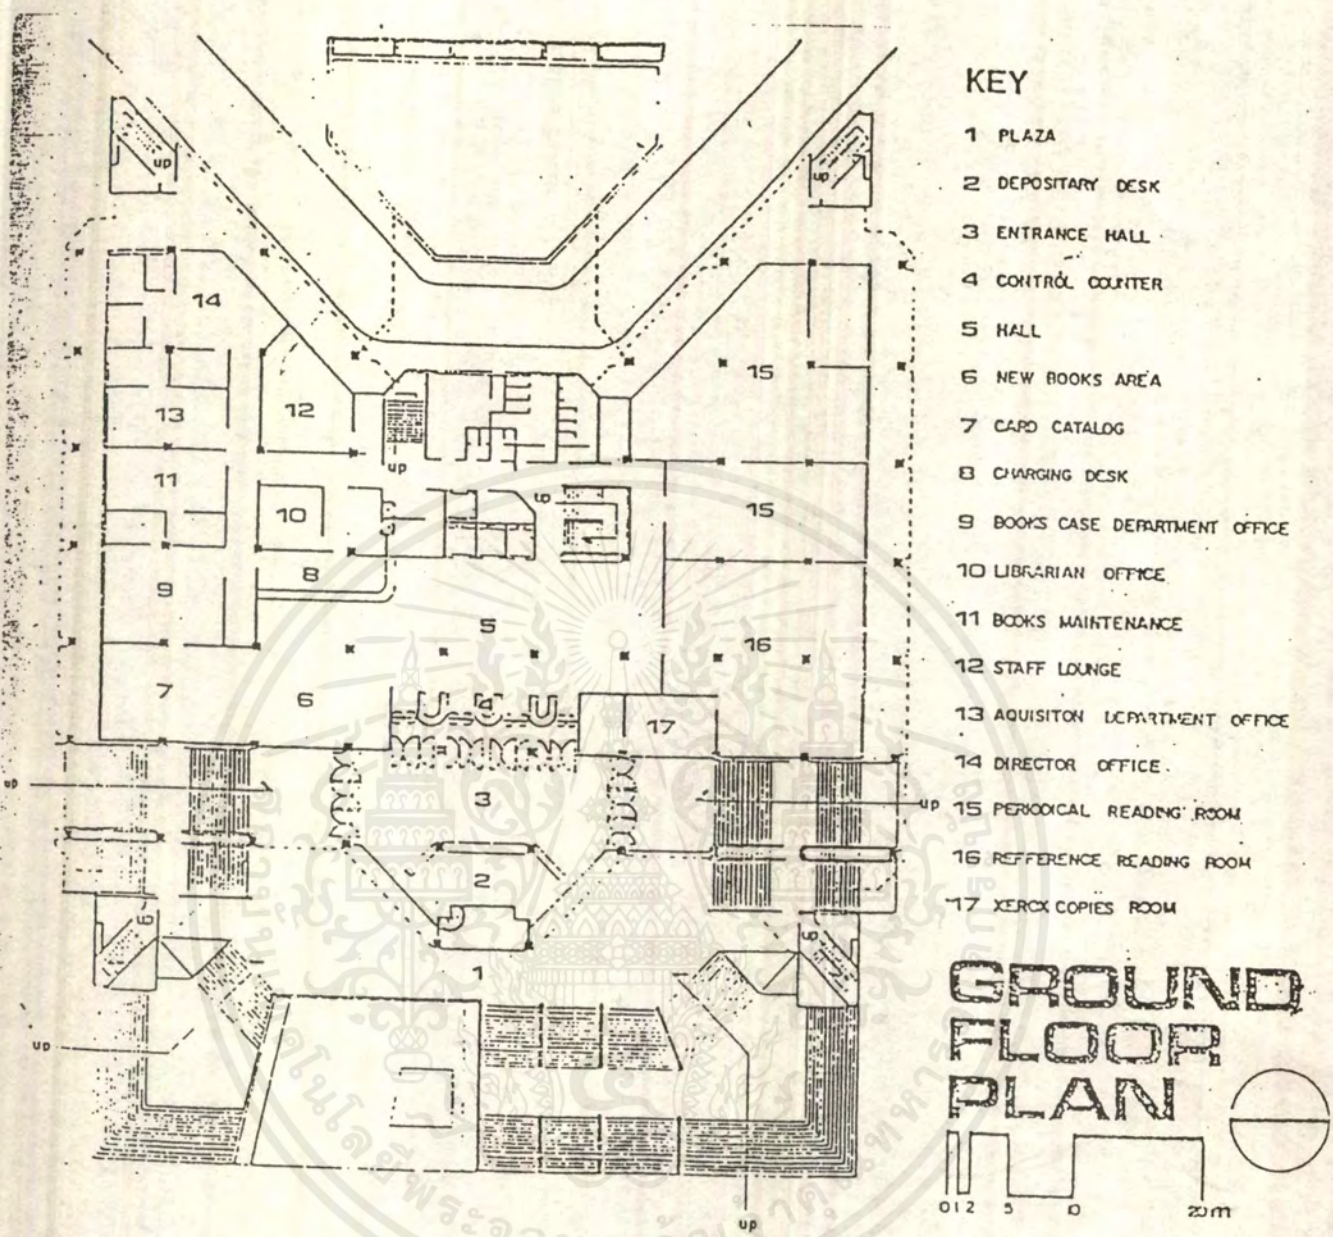 KEY
1 PLAZA
2 DEPOSITARY DESK
3 ENTRANCE HALL
4 CONTROL COUNTER
5 HALL
6 NEW BOOKS AREA
7 CARD CATALOG
8 CHARGING DESK
9 BOOKS CASE DEPARTMENT OFFICE
10 LIBRARIAN OFFICE
11 BOOKS MAINTENANCE
12 STAFF LOUNGE
13 AQUISITON DEPARTMENT OFFICE
14 DIRECTOR OFFICE
15 PERIODICAL READING ROOM
16 REFFERENCE READING ROOM
17 XEROX COPIES ROOM
GROUND
FLOOR
PLAN
0 1 2 5 10 20m
up
up
14
15
13
12
up
11
10
up
15
9
8
5
16
7
6
4
17
up
3
up
2
up
up
1
up
up